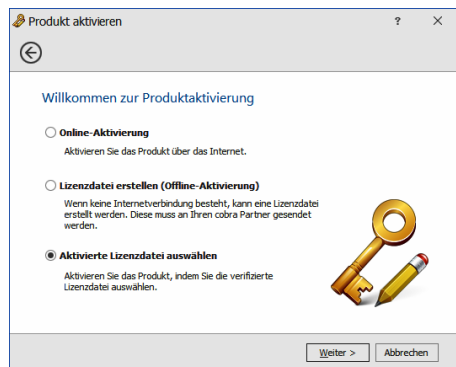 Produkt aktivieren
?
Willkommen zur Produktaktivierung
Online-Aktivierung
Aktivieren Sie das Produkt über das Internet.
Lizenzdatei erstellen (Offline-Aktivierung)
Wenn keine Internetverbindung besteht, kann eine Lizenzdatei
erstellt werden. Diese muss an Ihren cobra Partner gesendet
werden.
Aktivierte Lizenzdatei auswählen
Aktivieren Sie das Produkt, indem Sie die verifizierte
Lizenzdatei auswählen.
Weiter >
Abbrechen